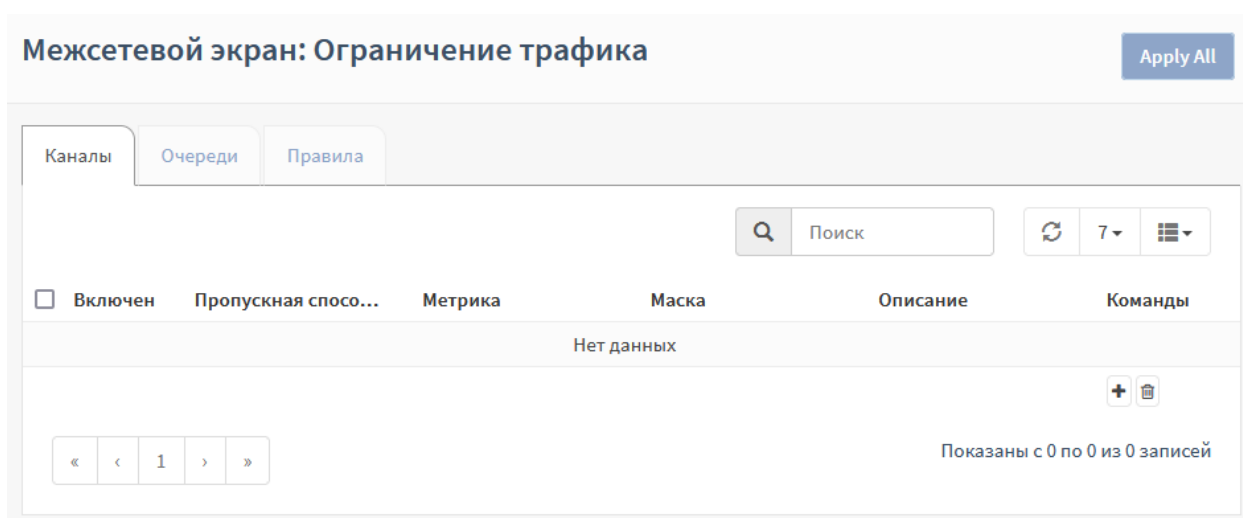 Межсетевой экран: Ограничение трафика
Apply All
Каналы Очереди Правила
Поиск 7
Включен Пропускная спосо... Метрика Маска Описание Команды
Нет данных
« ‹ 1 › »
Показаны с 0 по 0 из 0 записей